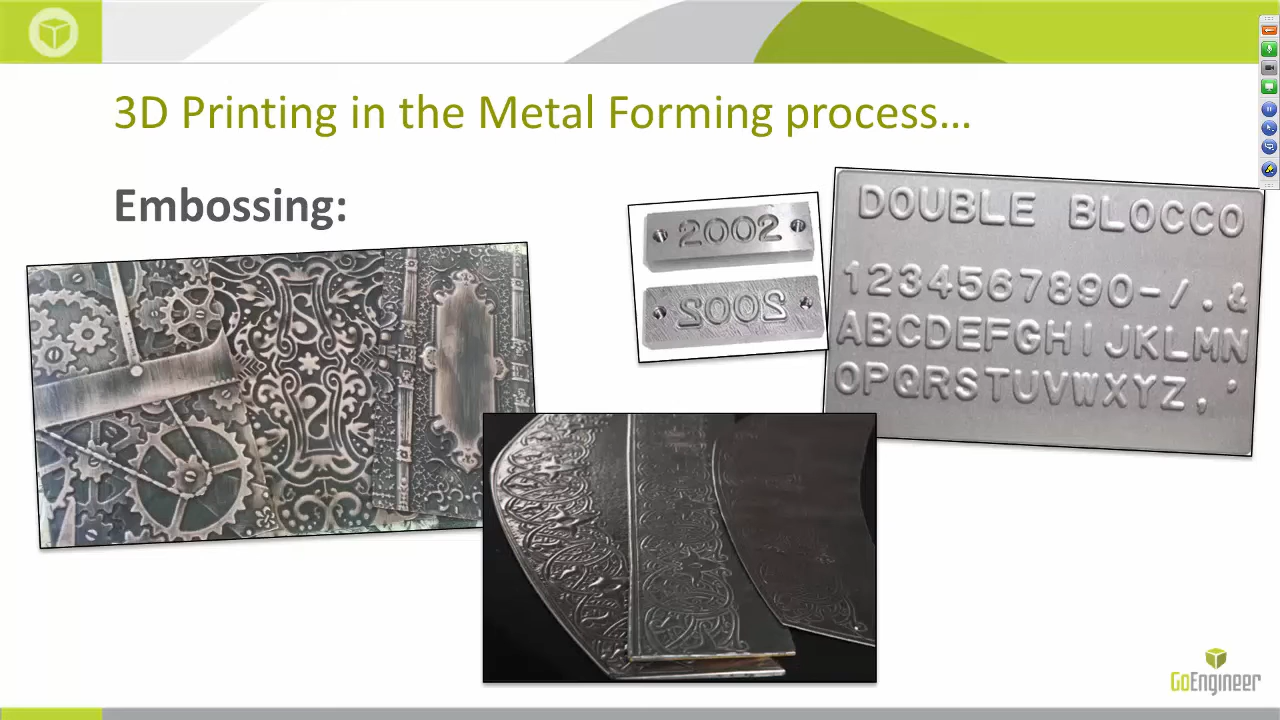 3D Printing in the Metal Forming process…
Embossing:
2002
2002
DOUBLE BLOCCO
1234567890-/.&
ABCDEFGHIJKLMN
OPQRSTUVWXYZ,'
GoEngineer